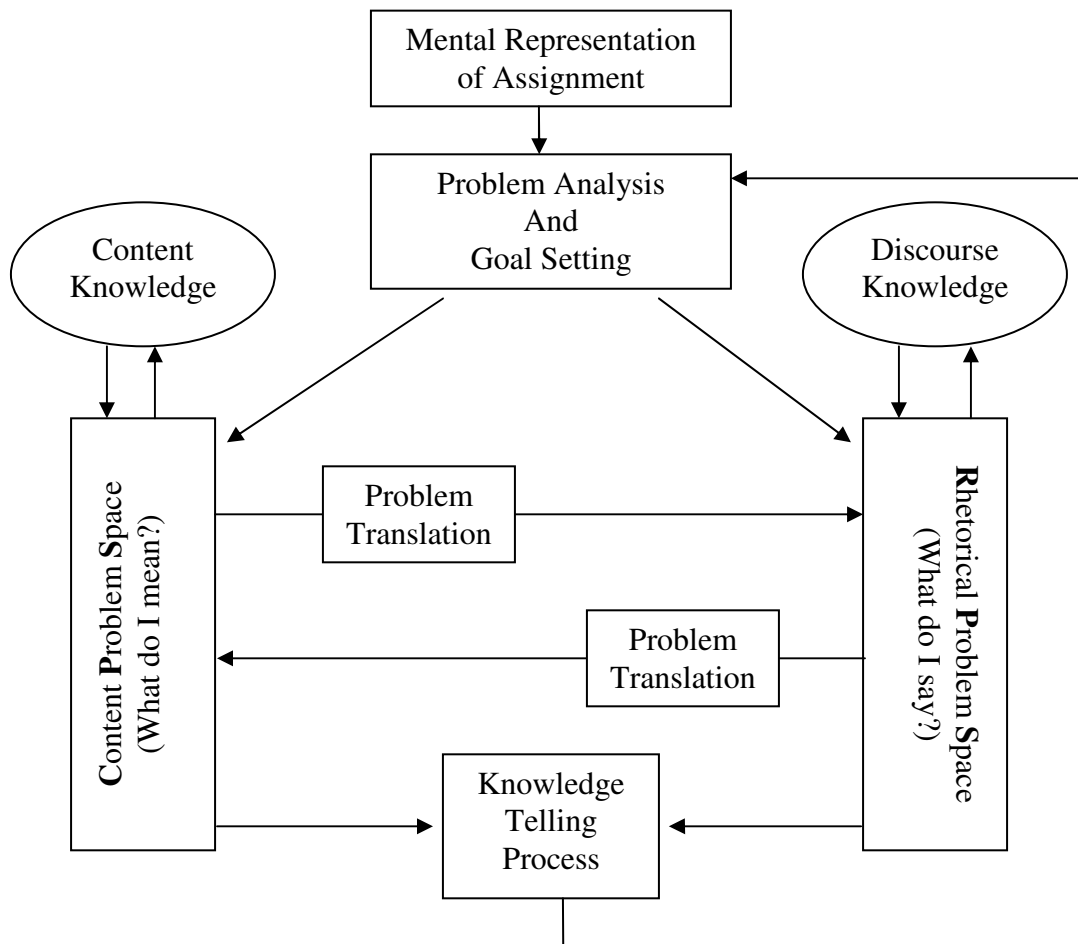 Mental Representation
of Assignment
Problem Analysis
And
Goal Setting
Content
Knowledge
Discourse
Knowledge
Content Problem Space
(What do I mean?)
Problem
Translation
Rhetorical Problem Space
(What do I say?)
Problem
Translation
Knowledge
Telling
Process